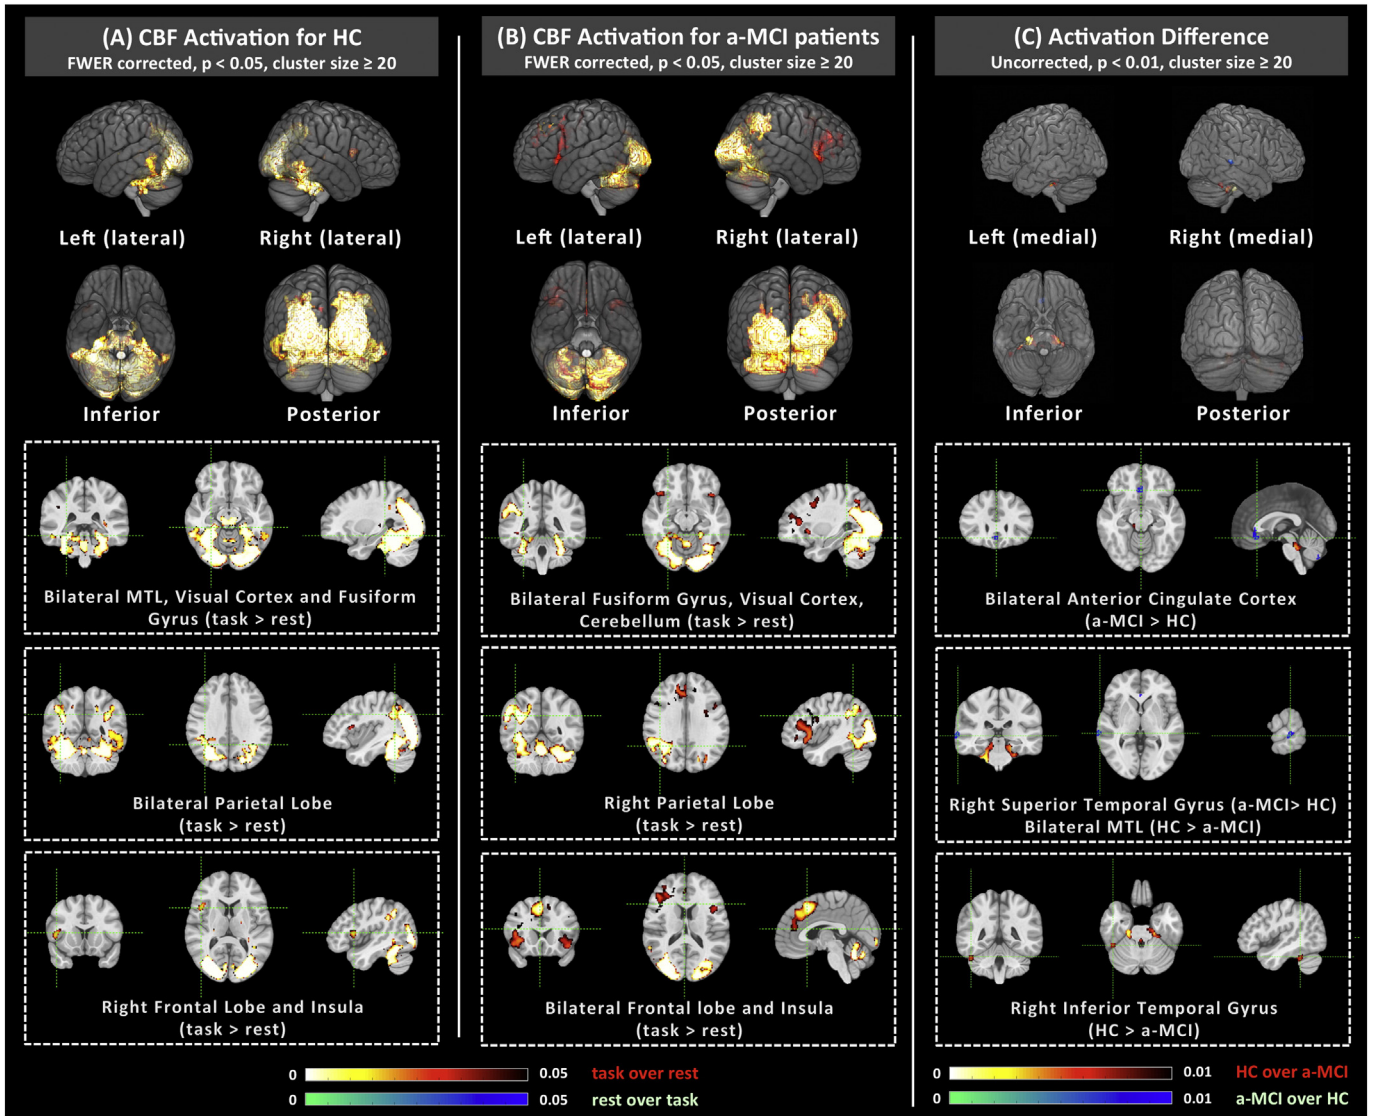 (A) CBF Activation for HC
FWER corrected, p < 0.05, cluster size ≥ 20
Left (lateral)
Right (lateral)
Inferior
Posterior
Bilateral MTL, Visual Cortex and Fusiform
Gyrus (task > rest)
Bilateral Parietal Lobe
(task > rest)
Right Frontal Lobe and Insula
(task > rest)
(B) CBF Activation for a-MCI patients
FWER corrected, p < 0.05, cluster size ≥ 20
Left (lateral)
Right (lateral)
Inferior
Posterior
Bilateral Fusiform Gyrus, Visual Cortex,
Cerebellum (task > rest)
Right Parietal Lobe
(task > rest)
Bilateral Frontal lobe and Insula
(task > rest)
0
0.05
task over rest
0
0.05
rest over task
(C) Activation Difference
Uncorrected, p < 0.01, cluster size ≥ 20
Left (medial)
Right (medial)
Inferior
Posterior
Bilateral Anterior Cingulate Cortex
(a-MCI > HC)
Right Superior Temporal Gyrus (a-MCI> HC)
Bilateral MTL (HC > a-MCI)
Right Inferior Temporal Gyrus
(HC > a-MCI)
0
0.01
HC over a-MCI
0
0.01
a-MCI over HC